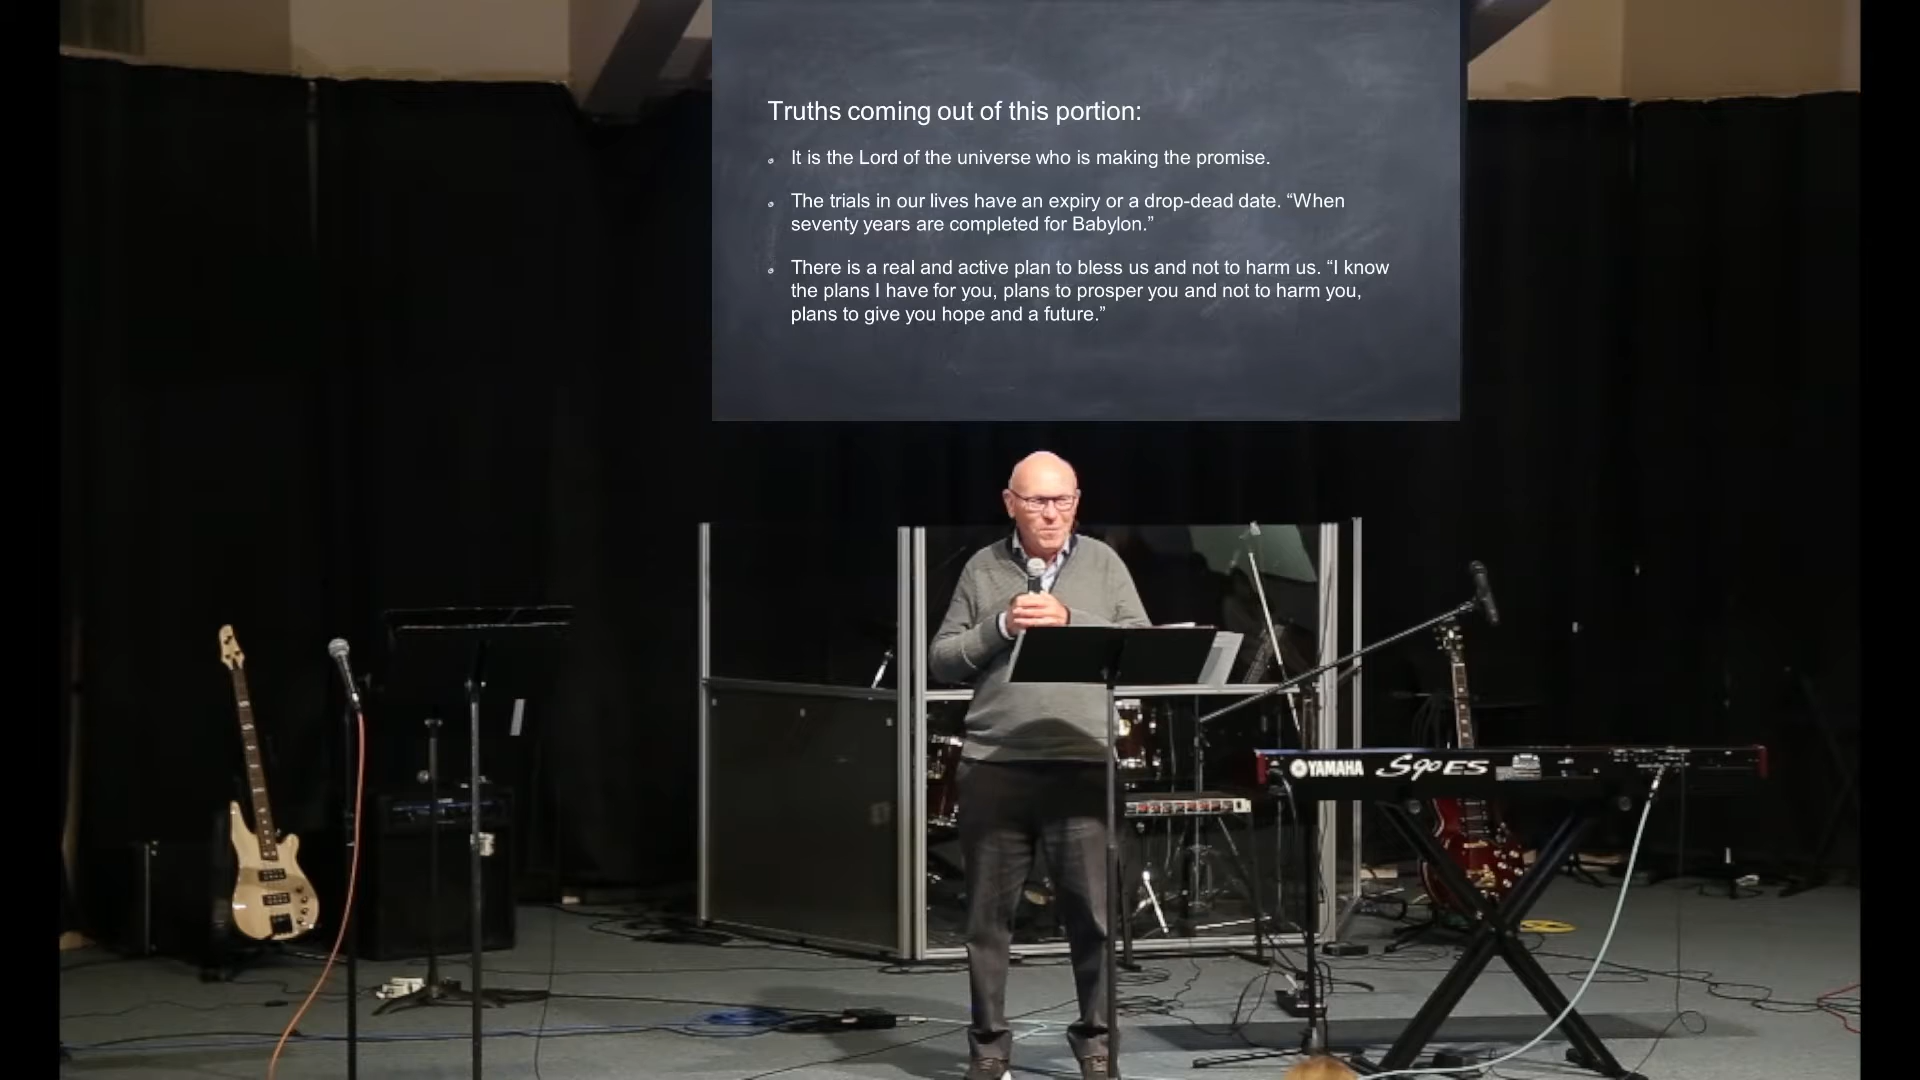 Truths coming out of this portion:
It is the Lord of the universe who is making the promise.
The trials in our lives have an expiry or a drop-dead date. “When
seventy years are completed for Babylon.”
There is a real and active plan to bless us and not to harm us. “I know
the plans I have for you, plans to prosper you and not to harm you,
plans to give you hope and a future.”
YAMAHA S90 ES